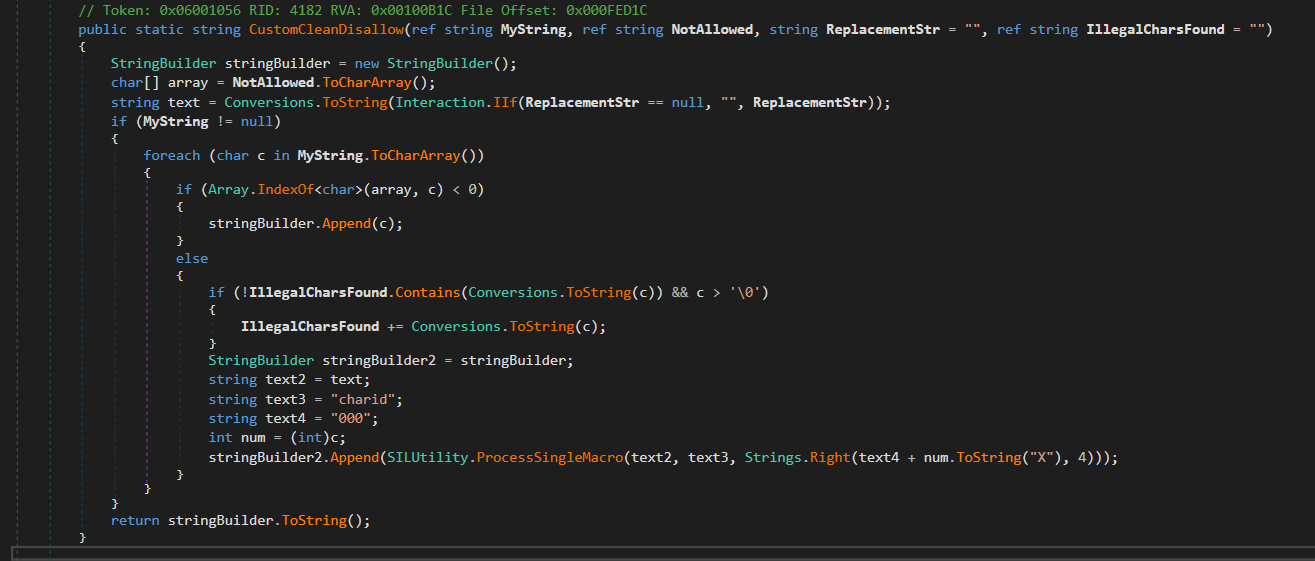 // Token: 0x06001056 RID: 4182 RVA: 0x00100B1C File Offset: 0x000FED1C
public static string CustomCleanDisallow(ref string MyString, ref string NotAllowed, string ReplacementStr = "", ref string IllegalCharsFound = "")
{
StringBuilder stringBuilder = new StringBuilder();
char[] array = NotAllowed.ToCharArray();
string text = Conversions.ToString(Interaction.IIf(ReplacementStr == null, "", ReplacementStr));
if (MyString != null)
{
foreach (char c in MyString.ToCharArray())
{
if (Array.IndexOf<char>(array, c) < 0)
{
stringBuilder.Append(c);
}
else
{
if (!IllegalCharsFound.Contains(Conversions.ToString(c)) && c > '\0')
{
IllegalCharsFound += Conversions.ToString(c);
}
StringBuilder stringBuilder2 = stringBuilder;
string text2 = text;
string text3 = "charid";
string text4 = "000";
int num = (int)c;
stringBuilder2.Append(SILUtility.ProcessSingleMacro(text2, text3, Strings.Right(text4 + num.ToString("X"), 4)));
}
}
}
return stringBuilder.ToString();
}